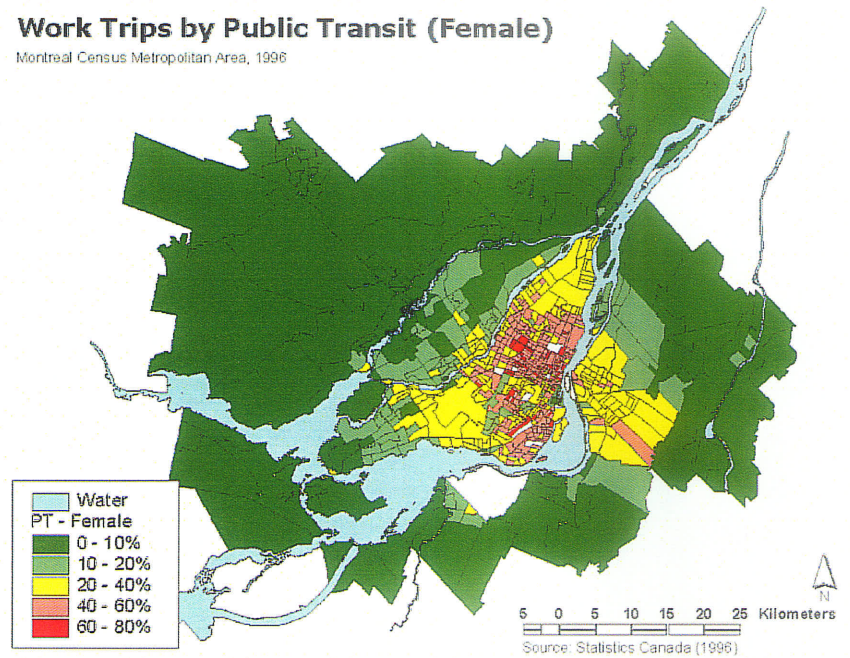 Work Trips by Public Transit (Female)
Montreal Census Metropolitan Area, 1996
Water
PT - Female
0 - 10%
10 - 20%
20 - 40%
40 - 60%
60 - 80%
N
5 0 5 10 15 20 25 Kilometers
Source: Statistics Canada (1996)